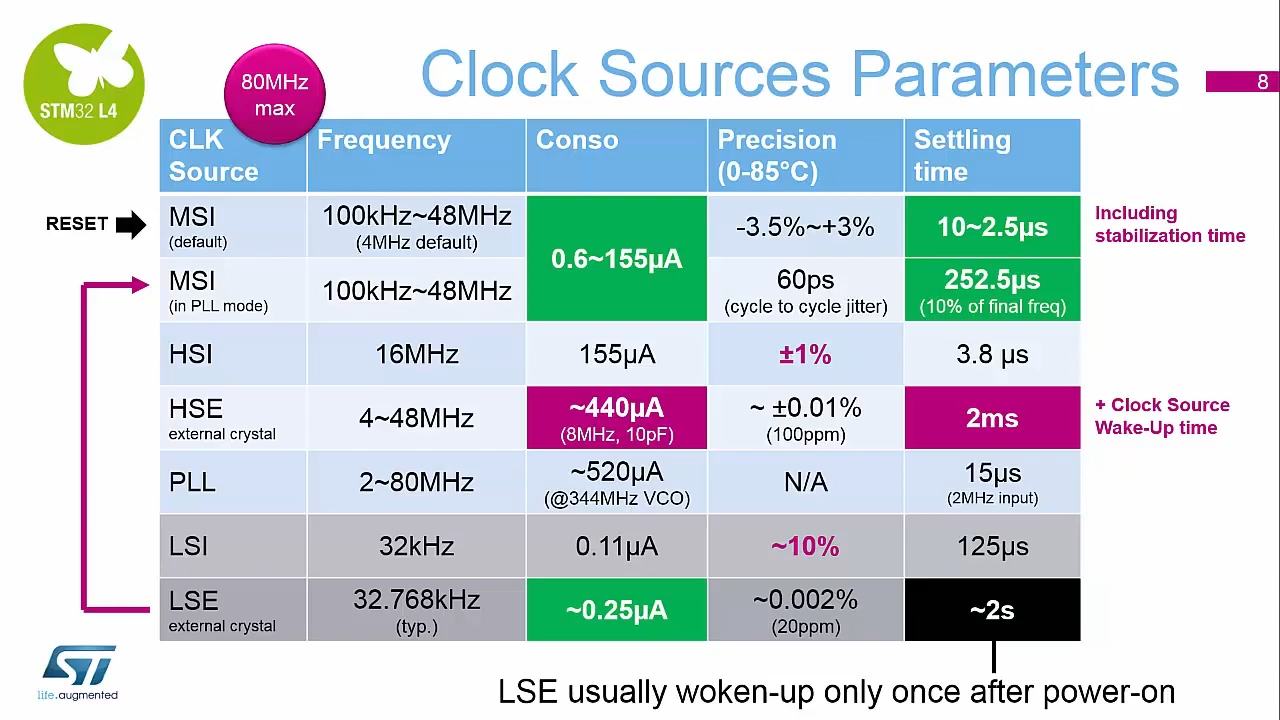 Clock Sources Parameters
8
STM32 L4
80MHz
max
CLK
Source
Frequency
Conso
Precision
(0-85°C)
Settling
time
RESET
MSI
(default)
100kHz~48MHz
(4MHz default)
0.6~155µA
-3.5%~+3%
10~2.5µs
Including
stabilization time
MSI
(in PLL mode)
100kHz~48MHz
60ps
(cycle to cycle jitter)
252.5µs
(10% of final freq)
HSI
16MHz
155µA
±1%
3.8 µs
HSE
external crystal
4~48MHz
~440µA
(8MHz, 10pF)
~ ±0.01%
(100ppm)
2ms
+ Clock Source
Wake-Up time
PLL
2~80MHz
~520µA
(@344MHz VCO)
N/A
15µs
(2MHz input)
LSI
32kHz
0.11µA
~10%
125µs
LSE
external crystal
32.768kHz
(typ.)
~0.25µA
~0.002%
(20ppm)
~2s
ST
life.augmented
LSE usually woken-up only once after power-on